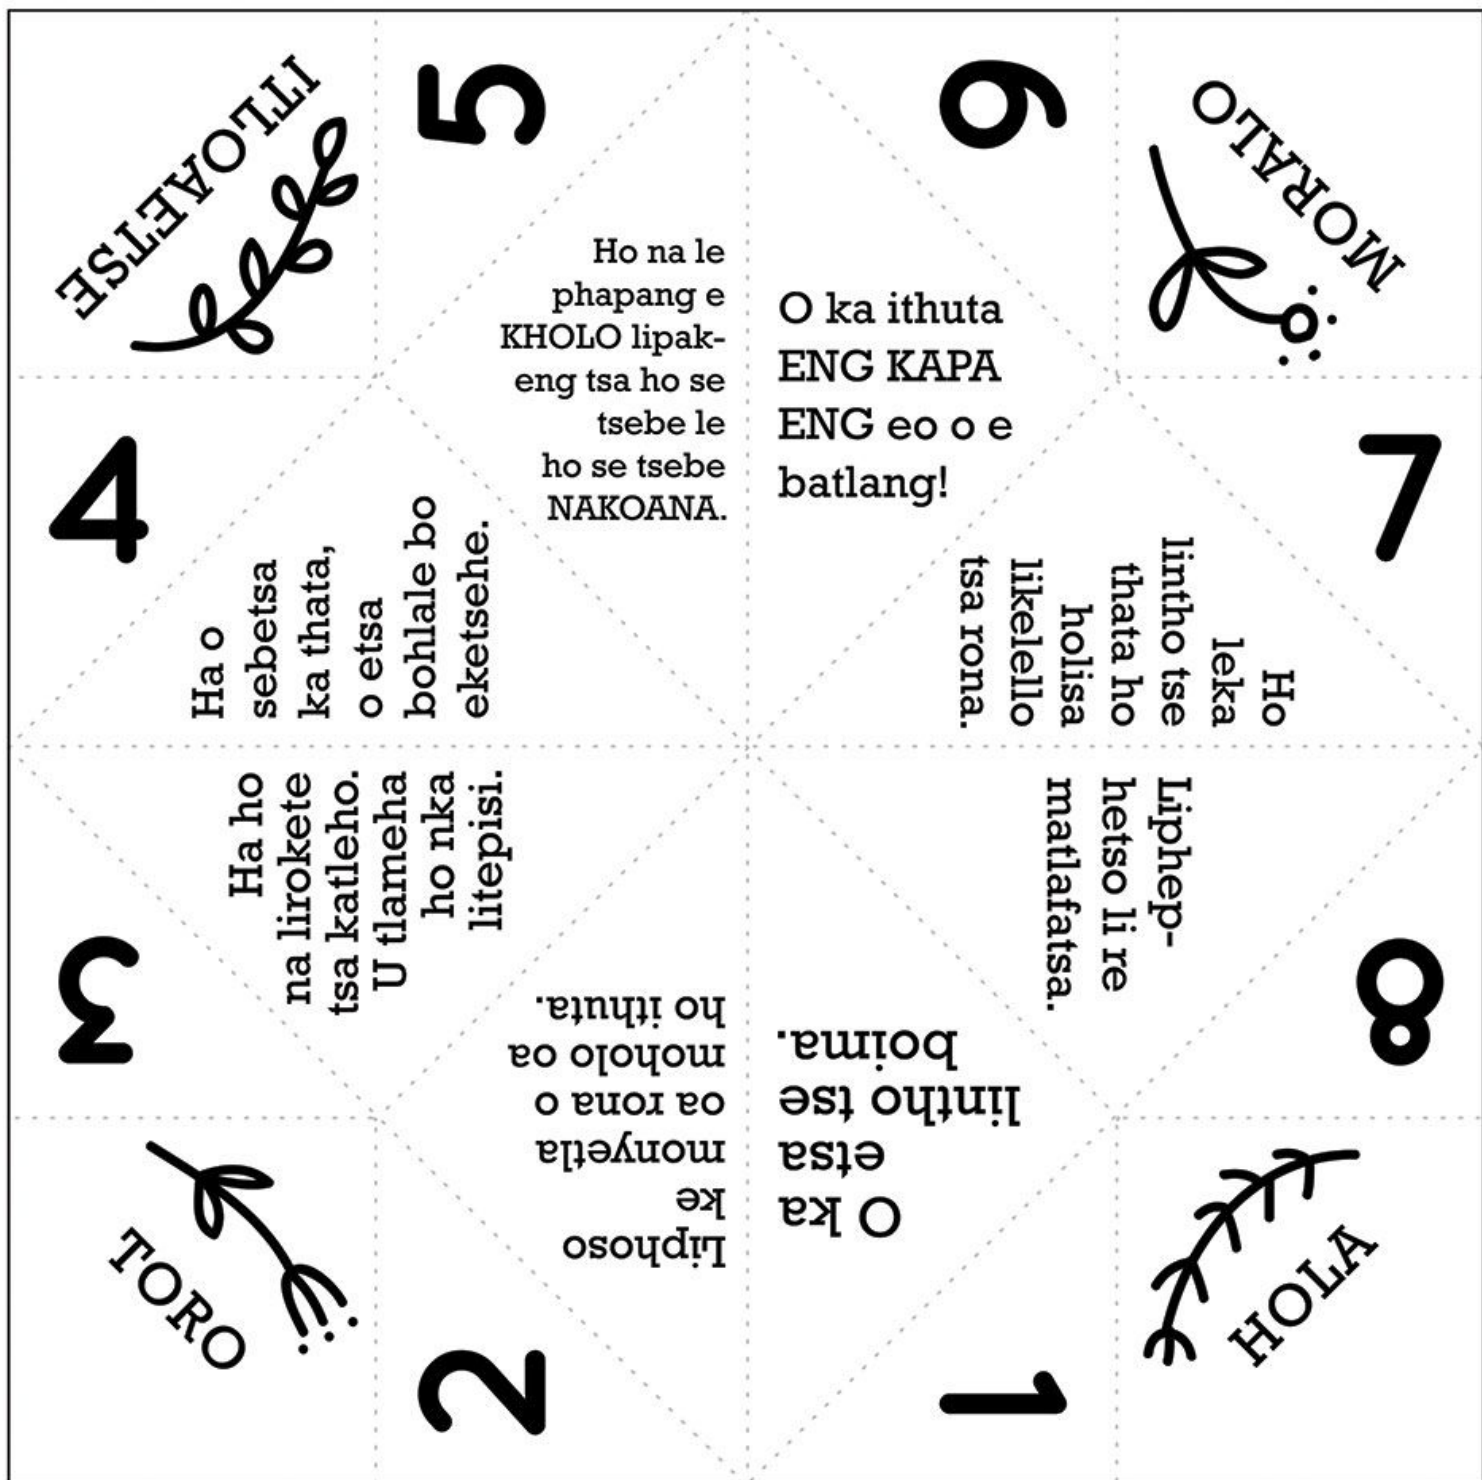 ITLOAETSE
5
6
MORALO
Ho na le
phapang e
KHOLO lipak-
eng tsa ho se
tsebe le
ho se tsebe
NAKOANA.
O ka ithuta
ENG KAPA
ENG eo o e
batlang!
4
Ha o
sebetsa
ka thata,
o etsa
bohlale bo
eketsehe.
7
Ho
leka
lintho tse
thata ho
holisa
likelello
tsa rona.
3
Ha ho
na lirokete
tsa katleho.
U tlameha
ho nka
litepisi.
8
Liphep-
hetso li re
matlafatsa.
TORO
2
Liphoso
ke
monyetla
oa rona o
moholo oa
ho ithuta.
1
O ka
etsa
lintho tse
boima.
HOLA